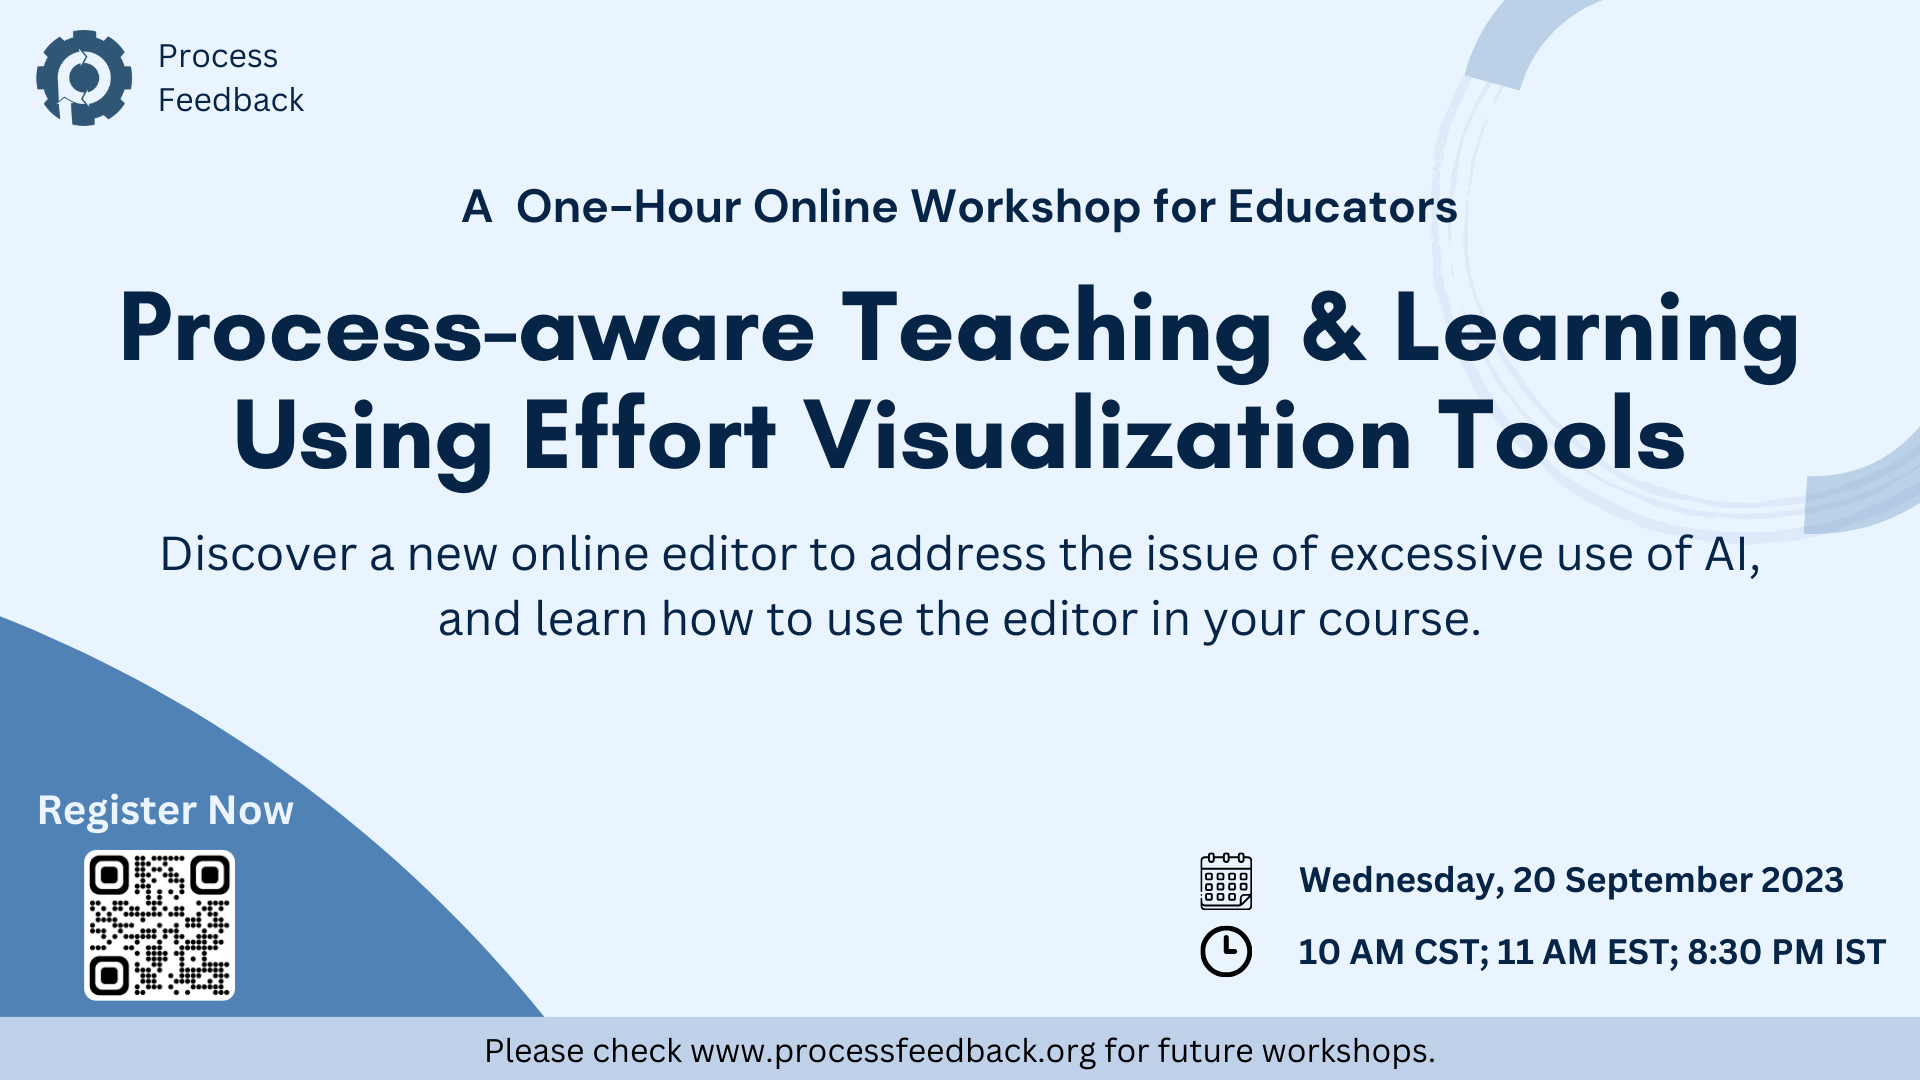 Process
Feedback
A One-Hour Online Workshop for Educators
Process-aware Teaching & Learning
Using Effort Visualization Tools
Discover a new online editor to address the issue of excessive use of AI,
and learn how to use the editor in your course.
Register Now
Wednesday, 20 September 2023
10 AM CST; 11 AM EST; 8:30 PM IST
Please check www.processfeedback.org for future workshops.